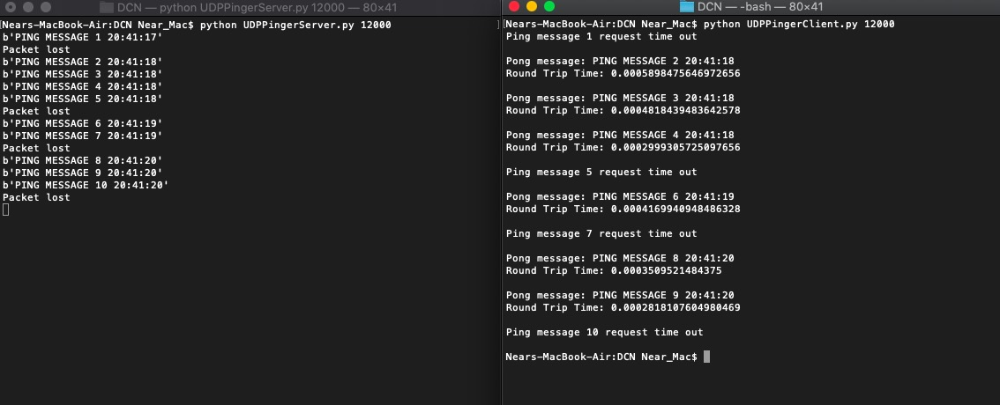 DCN — python UDPPingerServer.py 12000 — 80×41
[Nears-MacBook-Air:DCN Near_Mac$ python UDPPingerServer.py 12000 ]
b'PING MESSAGE 1 20:41:17'
Packet lost
b'PING MESSAGE 2 20:41:18'
b'PING MESSAGE 3 20:41:18'
b'PING MESSAGE 4 20:41:18'
b'PING MESSAGE 5 20:41:18'
Packet lost
b'PING MESSAGE 6 20:41:19'
b'PING MESSAGE 7 20:41:19'
Packet lost
b'PING MESSAGE 8 20:41:20'
b'PING MESSAGE 9 20:41:20'
b'PING MESSAGE 10 20:41:20'
Packet lost
DCN — -bash — 80×41
[Nears-MacBook-Air:DCN Near_Mac$ python UDPPingerClient.py 12000
Ping message 1 request time out
Pong message: PING MESSAGE 2 20:41:18
Round Trip Time: 0.0005898475646972656
Pong message: PING MESSAGE 3 20:41:18
Round Trip Time: 0.0004818439483642578
Pong message: PING MESSAGE 4 20:41:18
Round Trip Time: 0.0002999305725097656
Ping message 5 request time out
Pong message: PING MESSAGE 6 20:41:19
Round Trip Time: 0.0004169940948486328
Ping message 7 request time out
Pong message: PING MESSAGE 8 20:41:20
Round Trip Time: 0.0003509521484375
Pong message: PING MESSAGE 9 20:41:20
Round Trip Time: 0.0002818107604980469
Ping message 10 request time out
Nears-MacBook-Air:DCN Near_Mac$